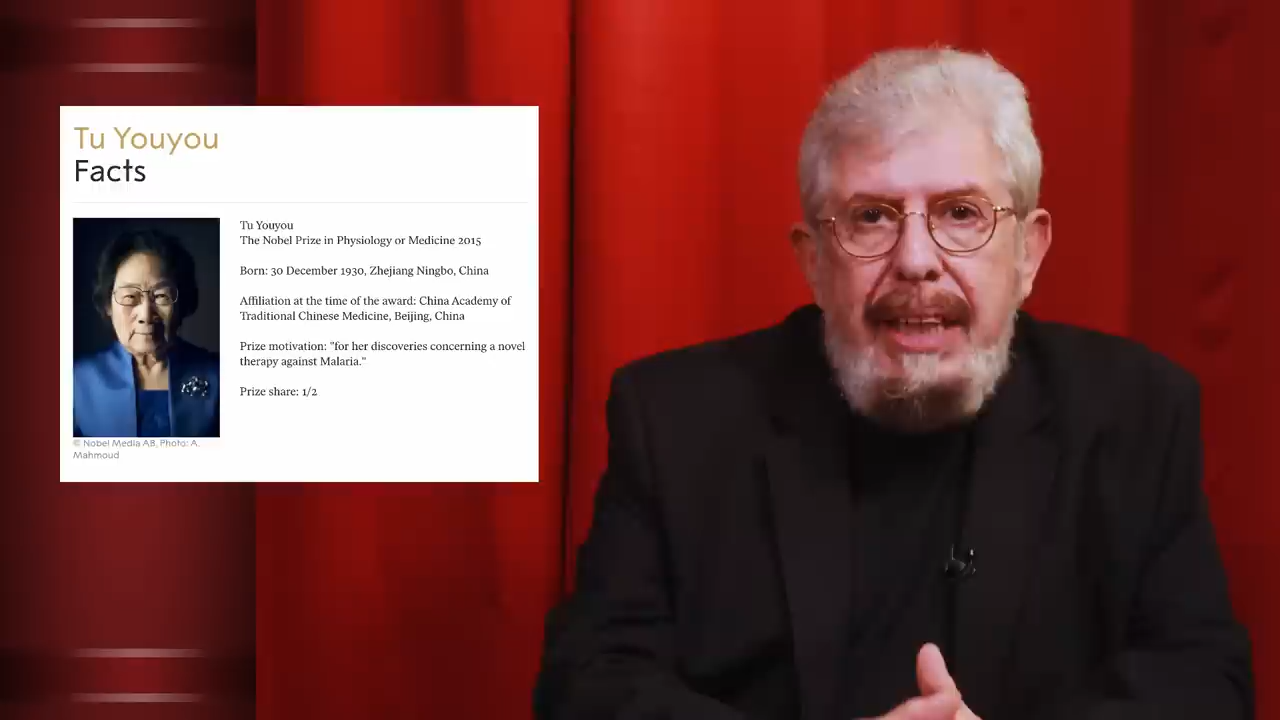 Tu Youyou
Facts
Tu Youyou
The Nobel Prize in Physiology or Medicine 2015
Born: 30 December 1930, Zhejiang Ningbo, China
Affiliation at the time of the award: China Academy of
Traditional Chinese Medicine, Beijing, China
Prize motivation: "for her discoveries concerning a novel
therapy against Malaria."
Prize share: 1/2
© Nobel Media AB. Photo: A.
Mahmoud